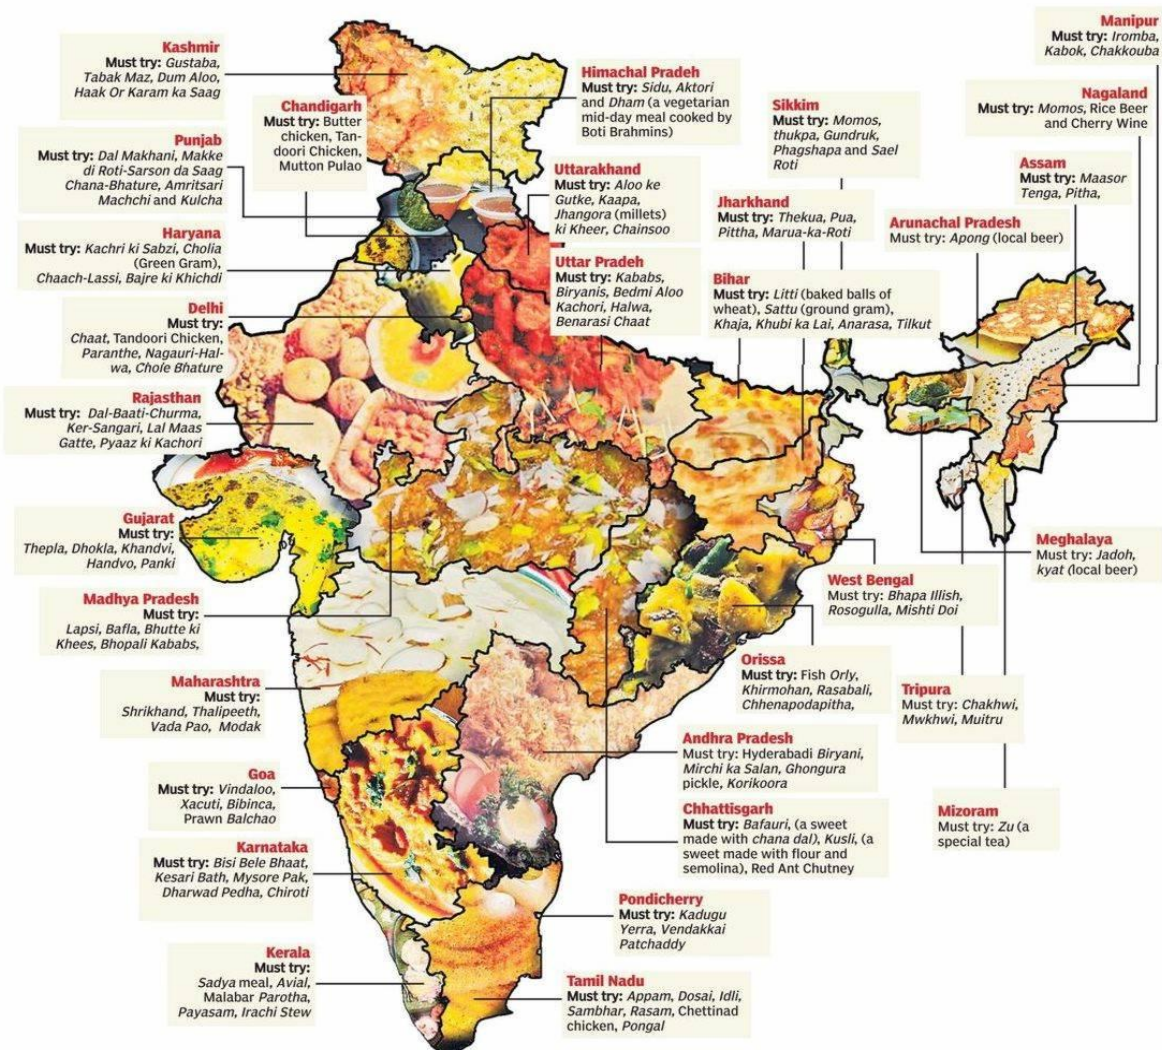 Kashmir
Must try: Gustaba,
Tabak Maz, Dum Aloo,
Haak Or Karam ka Saag
Chandigarh
Must try: Butter
chicken, Tan-
doori Chicken,
Mutton Pulao
Himachal Pradeh
Must try: Sidu, Aktori
and Dham (a vegetarian
mid-day meal cooked by
Boti Brahmins)
Manipur
Must try: Iromba,
Kabok, Chakkouba
Nagaland
Must try: Momos, Rice Beer
and Cherry Wine
Sikkim
Must try: Momos,
thukpa, Gundruk,
Phagshapa and Sael
Roti
Assam
Must try: Maasor
Tenga, Pitha,
Punjab
Must try: Dal Makhani, Makke
di Roti-Sarson da Saag
Chana-Bhature, Amritsari
Machchi and Kulcha
Uttarakhand
Must try: Aloo ke
Gutke, Kaapa,
Jhangora (millets)
ki Kheer, Chainsoo
Jharkhand
Must try: Thekua, Pua,
Pittha, Marua-ka-Roti
Arunachal Pradesh
Must try: Apong (local beer)
Haryana
Must try: Kachri ki Sabzi, Cholia
(Green Gram),
Chaach-Lassi, Bajre ki Khichdi
Uttar Pradeh
Must try: Kababs,
Biryanis, Bedmi Aloo
Kachori, Halwa,
Benarasi Chaat
Bihar
Must try: Litti (baked balls of
wheat), Sattu (ground gram),
Khaja, Khubi ka Lai, Anarasa, Tilkut
Delhi
Must try:
Chaat, Tandoori Chicken,
Paranthe, Nagauri-Hal-
wa, Chole Bhature
Rajasthan
Must try: Dal-Baati-Churma,
Ker-Sangari, Lal Maas
Gatte, Pyaaz ki Kachori
Gujarat
Must try:
Thepla, Dhokla, Khandvi,
Handvo, Panki
Meghalaya
Must try: Jadoh,
kyat (local beer)
West Bengal
Must try: Bhapa Illish,
Rosogulla, Mishti Doi
Madhya Pradesh
Must try:
Lapsi, Bafla, Bhutte ki
Khees, Bhopali Kababs,
Orissa
Must try: Fish Orly,
Khirmohan, Rasabali,
Chhenapodapitha,
Maharashtra
Must try:
Shrikhand, Thalipeeth,
Vada Pao, Modak
Tripura
Must try: Chakhwi,
Mwkhwi, Muitru
Andhra Pradesh
Must try: Hyderabadi Biryani,
Mirchi ka Salan, Ghongura
pickle, Korikoora
Goa
Must try: Vindaloo,
Xacuti, Bibinca,
Prawn Balchao
Chhattisgarh
Must try: Bafauri, (a sweet
made with chana dal), Kusli, (a
sweet made with flour and
semolina), Red Ant Chutney
Mizoram
Must try: Zu (a
special tea)
Karnataka
Must try: Bisi Bele Bhaat,
Kesari Bath, Mysore Pak,
Dharwad Pedha, Chiroti
Pondicherry
Must try: Kadugu
Yerra, Vendakkai
Patchaddy
Kerala
Must try:
Sadya meal, Avial,
Malabar Parotha,
Payasam, Irachi Stew
Tamil Nadu
Must try: Appam, Dosai, Idli,
Sambhar, Rasam, Chettinad
chicken, Pongal